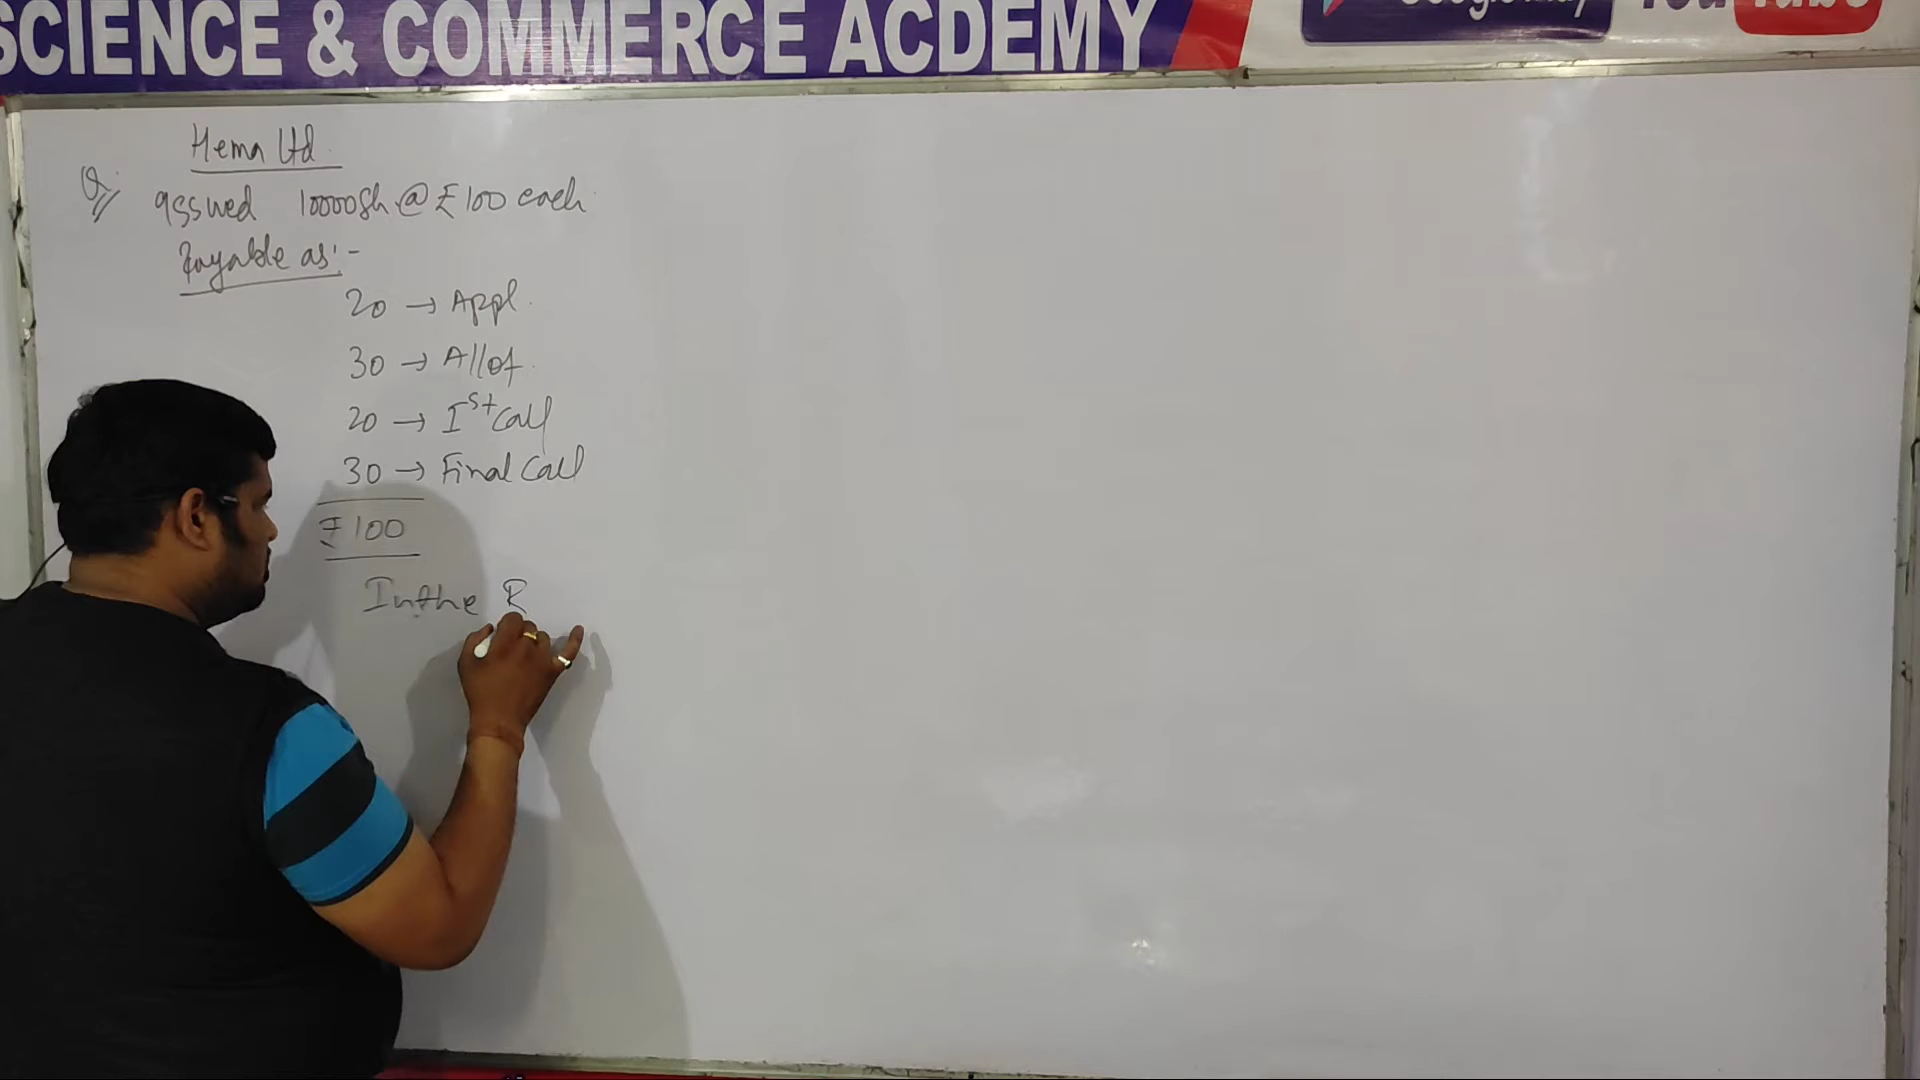 SCIENCE & COMMERCE ACDEMY
YouTube
Hema Ltd.
Q. issued 10000sh @ ₹100 each.
Payable as:-
20 → Appl.
30 → Allot.
20 → Ist Call
30 → Final Call
₹100
In the R